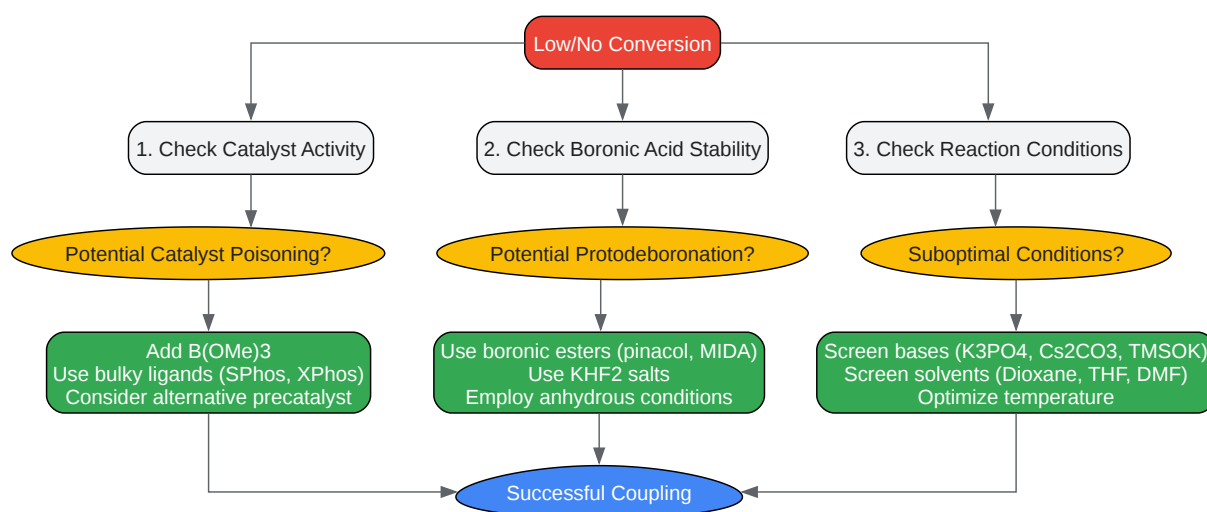 Low/No Conversion
1. Check Catalyst Activity
2. Check Boronic Acid Stability
3. Check Reaction Conditions
Potential Catalyst Poisoning?
Potential Protodeboronation?
Suboptimal Conditions?
Add B(OMe)3
Use bulky ligands (SPhos, XPhos)
Consider alternative precatalyst
Use boronic esters (pinacol, MIDA)
Use KHF2 salts
Employ anhydrous conditions
Screen bases (K3PO4, Cs2CO3, TMSOK)
Screen solvents (Dioxane, THF, DMF)
Optimize temperature
Successful Coupling